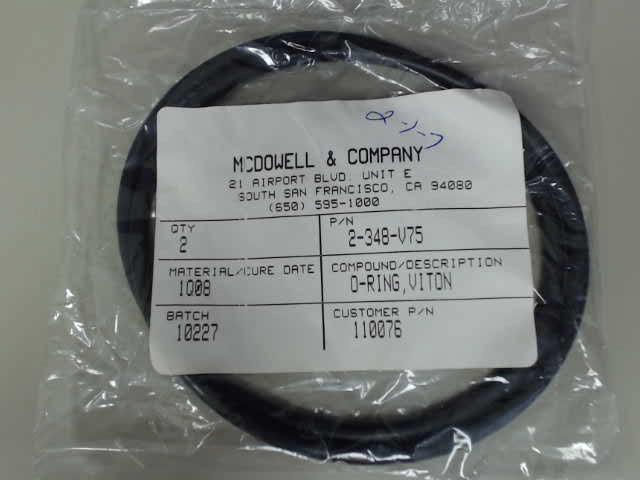 MCDOWELL & COMPANY
21 AIRPORT BLVD. UNIT E
SOUTH SAN FRANCISCO, CA 94080
(650) 595-1000
QTY
2
P/N
2-348-V75
MATERIAL/CURE DATE
1Q08
COMPOUND/DESCRIPTION
O-RING,VITON
BATCH
10227
CUSTOMER P/N
110076